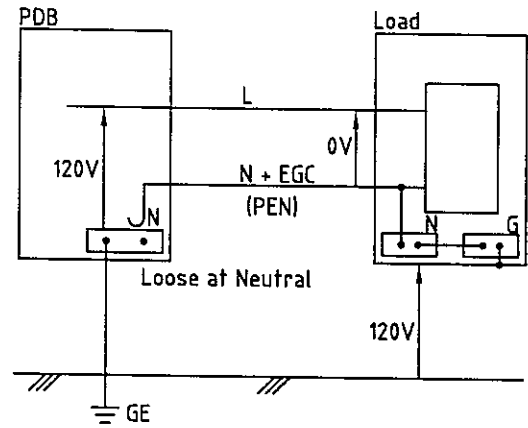 PDB
Load
L
120V
0V
N + EGC
(PEN)
N
N
G
Loose at Neutral
120V
GE